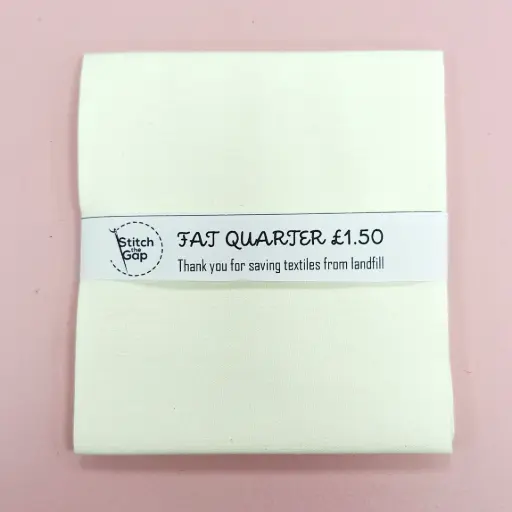 Stitch
the
Gap
FAT QUARTER £1.50
Thank you for saving textiles from landfill